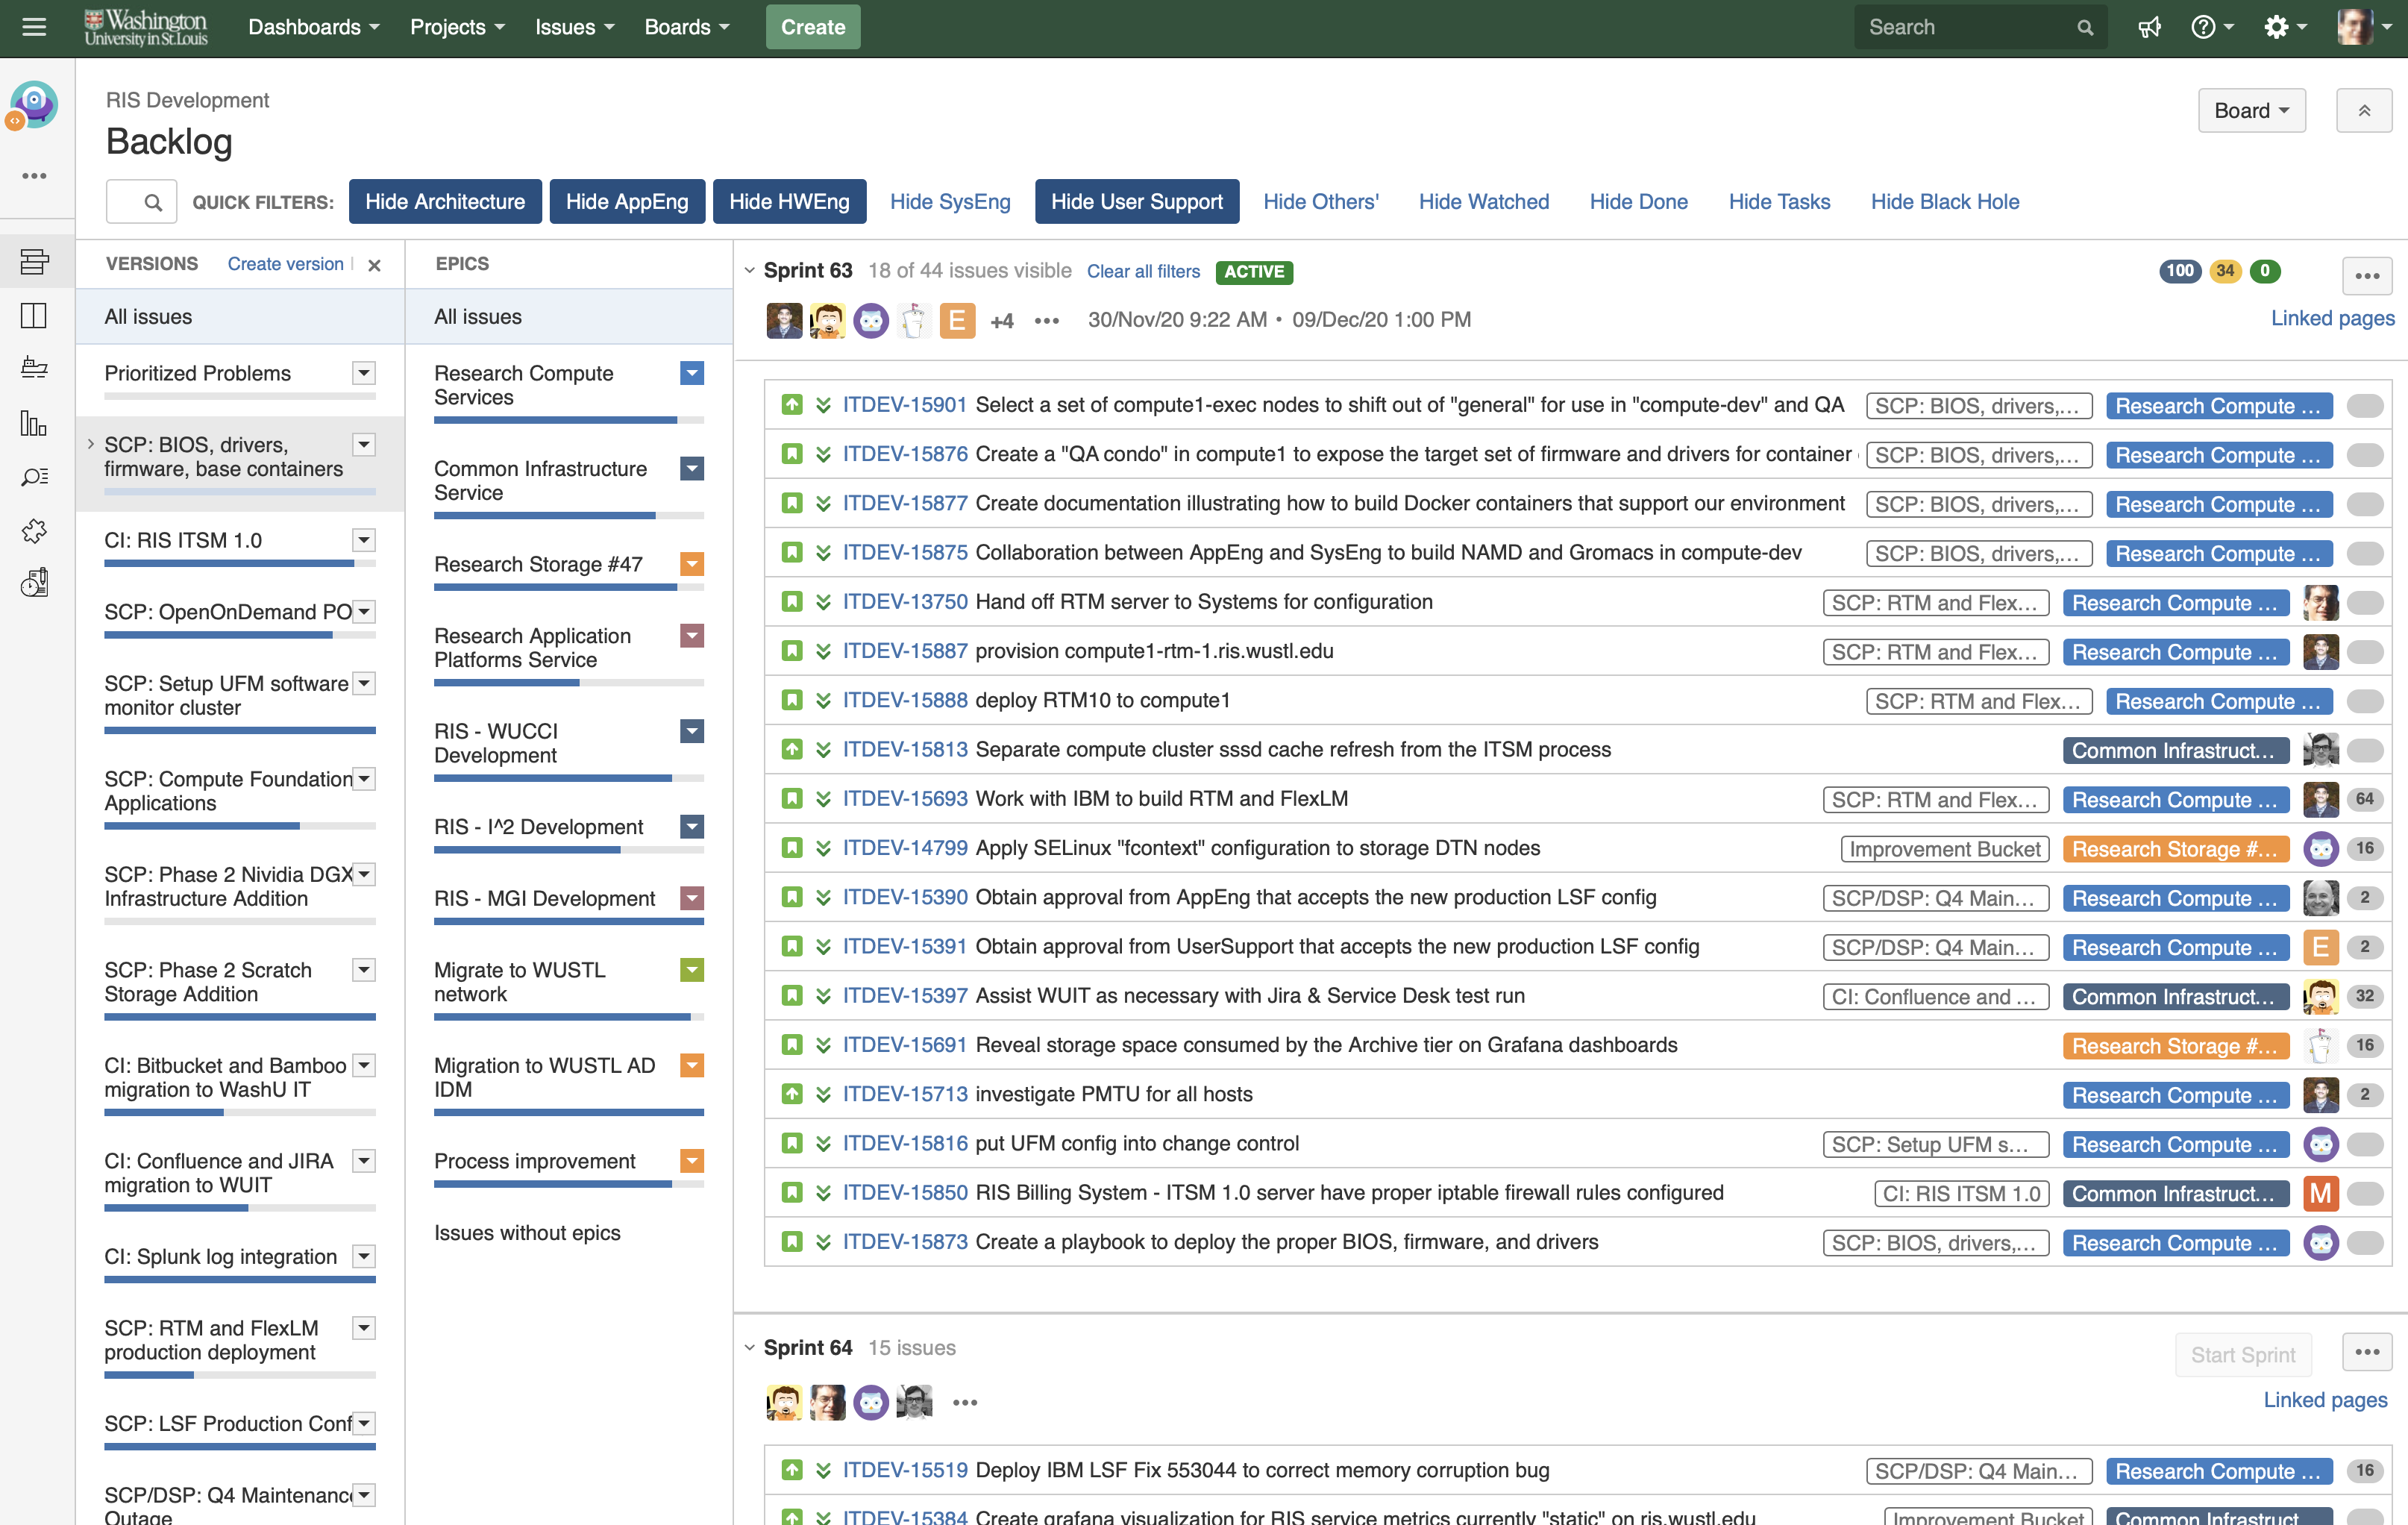 Washington University in St. Louis
Dashboards Projects Issues Boards Create Search
RIS Development
Backlog
Board
QUICK FILTERS: Hide Architecture Hide AppEng Hide HWEng Hide SysEng Hide User Support Hide Others' Hide Watched Hide Done Hide Tasks Hide Black Hole
VERSIONS Create version
All issues
Prioritized Problems
SCP: BIOS, drivers,
firmware, base containers
CI: RIS ITSM 1.0
SCP: OpenOnDemand PO
SCP: Setup UFM software
monitor cluster
SCP: Compute Foundation
Applications
SCP: Phase 2 Nividia DGX
Infrastructure Addition
SCP: Phase 2 Scratch
Storage Addition
CI: Bitbucket and Bamboo
migration to WashU IT
CI: Confluence and JIRA
migration to WUIT
CI: Splunk log integration
SCP: RTM and FlexLM
production deployment
SCP: LSF Production Conf
SCP/DSP: Q4 Maintenanc
Outage
EPICS
All issues
Research Compute
Services
Common Infrastructure
Service
Research Storage #47
Research Application
Platforms Service
RIS - WUCCI
Development
RIS - I^2 Development
RIS - MGI Development
Migrate to WUSTL
network
Migration to WUSTL AD
IDM
Process improvement
Issues without epics
Sprint 63 18 of 44 issues visible Clear all filters ACTIVE 100 34 0
E +4 30/Nov/20 9:22 AM • 09/Dec/20 1:00 PM Linked pages
ITDEV-15901 Select a set of compute1-exec nodes to shift out of "general" for use in "compute-dev" and QA SCP: BIOS, drivers,... Research Compute ...
ITDEV-15876 Create a "QA condo" in compute1 to expose the target set of firmware and drivers for container SCP: BIOS, drivers,... Research Compute ...
ITDEV-15877 Create documentation illustrating how to build Docker containers that support our environment SCP: BIOS, drivers,... Research Compute ...
ITDEV-15875 Collaboration between AppEng and SysEng to build NAMD and Gromacs in compute-dev SCP: BIOS, drivers,... Research Compute ...
ITDEV-13750 Hand off RTM server to Systems for configuration SCP: RTM and Flex... Research Compute ...
ITDEV-15887 provision compute1-rtm-1.ris.wustl.edu SCP: RTM and Flex... Research Compute ...
ITDEV-15888 deploy RTM10 to compute1 SCP: RTM and Flex... Research Compute ...
ITDEV-15813 Separate compute cluster sssd cache refresh from the ITSM process Common Infrastruct...
ITDEV-15693 Work with IBM to build RTM and FlexLM SCP: RTM and Flex... Research Compute ... 64
ITDEV-14799 Apply SELinux "fcontext" configuration to storage DTN nodes Improvement Bucket Research Storage #... 16
ITDEV-15390 Obtain approval from AppEng that accepts the new production LSF config SCP/DSP: Q4 Main... Research Compute ... 2
ITDEV-15391 Obtain approval from UserSupport that accepts the new production LSF config SCP/DSP: Q4 Main... Research Compute ... E 2
ITDEV-15397 Assist WUIT as necessary with Jira & Service Desk test run CI: Confluence and ... Common Infrastruct... 32
ITDEV-15691 Reveal storage space consumed by the Archive tier on Grafana dashboards Research Storage #... 16
ITDEV-15713 investigate PMTU for all hosts Research Compute ... 2
ITDEV-15816 put UFM config into change control SCP: Setup UFM s... Research Compute ...
ITDEV-15850 RIS Billing System - ITSM 1.0 server have proper iptable firewall rules configured CI: RIS ITSM 1.0 Common Infrastruct... M
ITDEV-15873 Create a playbook to deploy the proper BIOS, firmware, and drivers SCP: BIOS, drivers,... Research Compute ...
Sprint 64 15 issues Start Sprint
Linked pages
ITDEV-15519 Deploy IBM LSF Fix 553044 to correct memory corruption bug SCP/DSP: Q4 Main... Research Compute ... 16
ITDEV-15384 Create grafana visualization for RIS service metrics currently "static" on ris.wustl.edu Improvement Bucket Common Infrastruct...